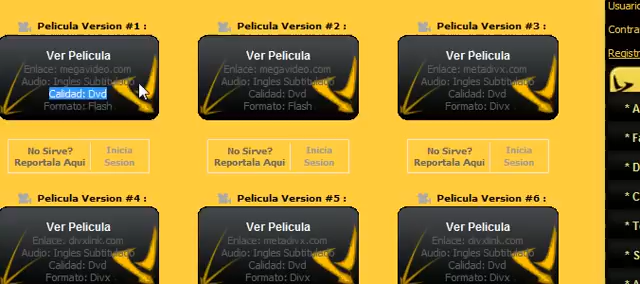 Pelicula Version #1 :
Ver Pelicula
Enlace: megavideo.com
Audio: Ingles Subtitulado
Calidad: Dvd
Formato: Flash
No Sirve?
Reportala Aqui
Inicia
Sesion
Pelicula Version #2 :
Ver Pelicula
Enlace: megavideo.com
Audio: Ingles Subtitulado
Calidad: Dvd
Formato: Flash
No Sirve?
Reportala Aqui
Inicia
Sesion
Pelicula Version #3 :
Ver Pelicula
Enlace: metadivx.com
Audio: Ingles Subtitulado
Calidad: Dvd
Formato: Divx
No Sirve?
Reportala Aqui
Inicia
Sesion
Pelicula Version #4 :
Ver Pelicula
Enlace: divxlink.com
Audio: Ingles Subtitulado
Calidad: Dvd
Formato: Divx
Pelicula Version #5 :
Ver Pelicula
Enlace: metadivx.com
Audio: Ingles Subtitulado
Calidad: Dvd
Formato: Divx
Pelicula Version #6 :
Ver Pelicula
Enlace: divxlink.com
Audio: Ingles Subtitulado
Calidad: Dvd
Formato: Divx
Usuario
Contra
Registr
* A
* Fa
* D
* C
* T
* S